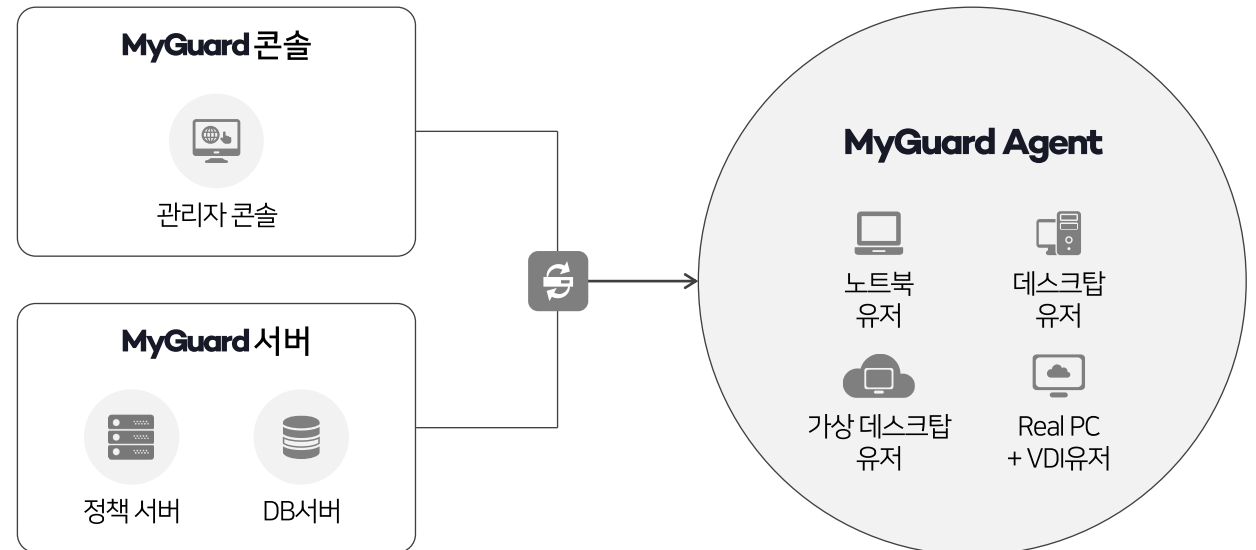 MyGuard 콘솔
관리자 콘솔
MyGuard 서버
정책 서버
DB서버
MyGuard Agent
노트북
유저
데스크탑
유저
가상 데스크탑
유저
Real PC
+ VDI유저